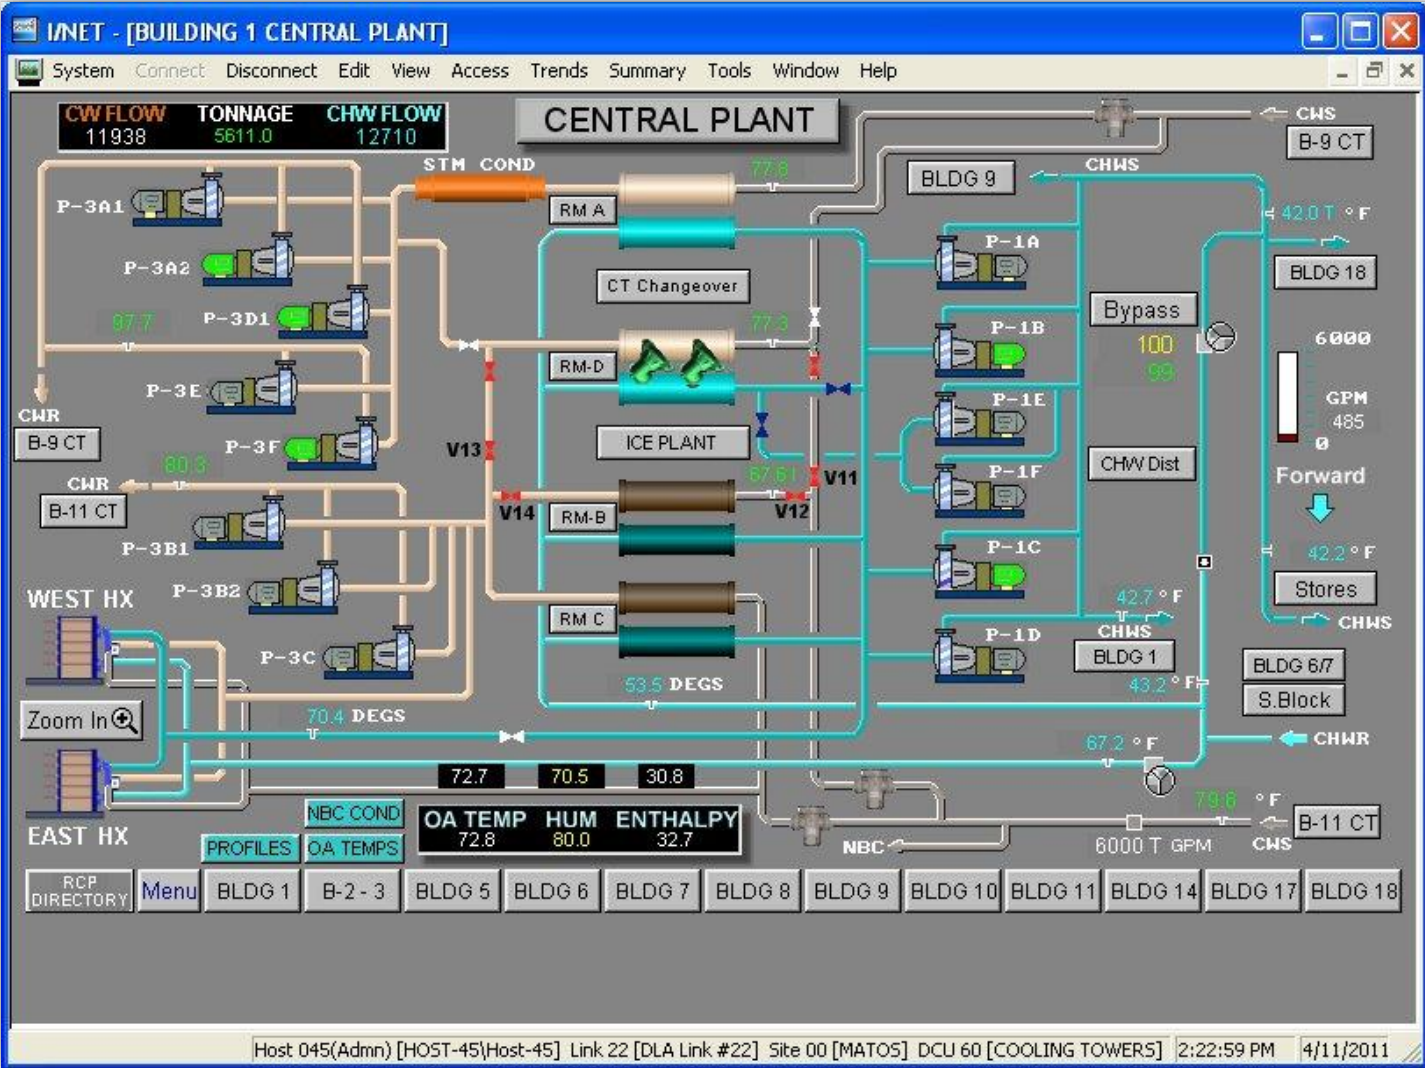 I/NET - [BUILDING 1 CENTRAL PLANT]
System Connect Disconnect Edit View Access Trends Summary Tools Window Help
CW FLOW TONNAGE CHW FLOW
11938 5611.0 12710
CENTRAL PLANT
CWS
B-9 CT
STM COND
77.8
BLDG 9
CHWS
P-3A1
RM A
42.0 T ° F
P-3A2
P-1A
BLDG 18
CT Changeover
Bypass
97.7
P-3D1
77.3
P-1B
100
99
6000
RM-D
P-3E
P-1E
GPM
485
0
CWR
B-9 CT
P-3F
V13
ICE PLANT
80.3
67.61
V11
P-1F
CHW Dist
Forward
CWR
B-11 CT
V14
RM-B
V12
P-3B1
P-1C
42.2 ° F
P-3B2
Stores
WEST HX
RM C
42.7 ° F
CHWS
BLDG 1
CHWS
P-3C
P-1D
BLDG 6/7
53.5 DEGS
43.2 ° F
S.Block
Zoom In
70.4 DEGS
67.2 ° F
CHWR
72.7 70.5 30.8
79.6 ° F
NBC COND
OA TEMP HUM ENTHALPY
72.8 80.0 32.7
B-11 CT
EAST HX
PROFILES OA TEMPS
NBC
6000 T GPM
CWS
RCP
DIRECTORY
Menu BLDG 1 B-2 - 3 BLDG 5 BLDG 6 BLDG 7 BLDG 8 BLDG 9 BLDG 10 BLDG 11 BLDG 14 BLDG 17 BLDG 18
Host 045(Admn) [HOST-45\Host-45] Link 22 [DLA Link #22] Site 00 [MATOS] DCU 60 [COOLING TOWERS] 2:22:59 PM 4/11/2011